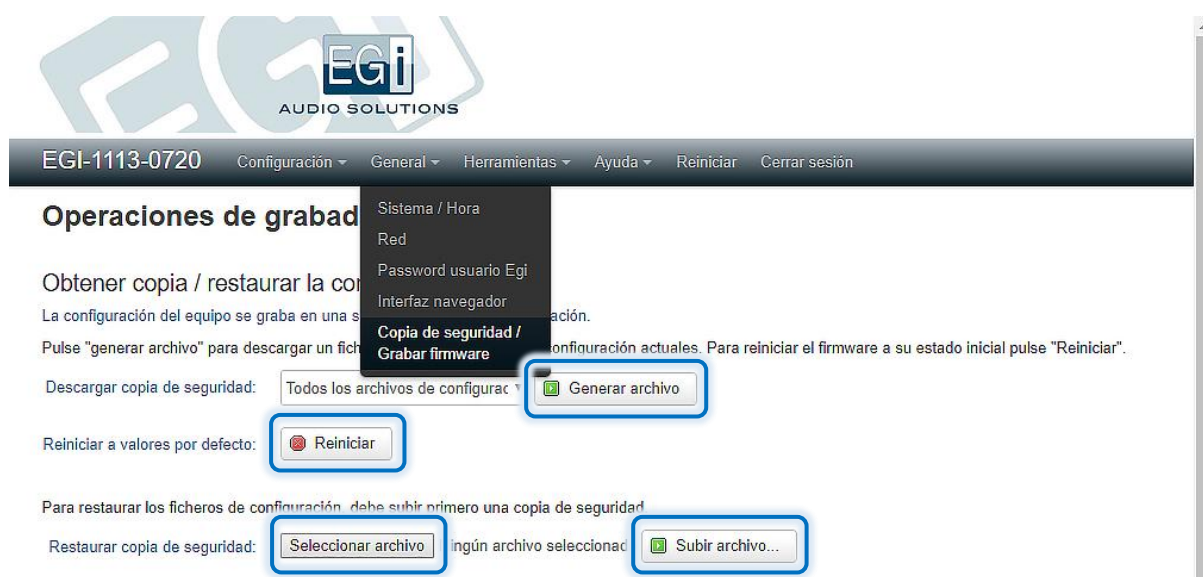 EGi
AUDIO SOLUTIONS
EGI-1113-0720 Configuración General Herramientas Ayuda Reiniciar Cerrar sesión
Sistema / Hora
Red
Password usuario Egi
Interfaz navegador
Copia de seguridad /
Grabar firmware
Operaciones de grabad
Obtener copia / restaurar la co
La configuración del equipo se graba en una s ación.
Pulse "generar archivo" para descargar un fich configuración actuales. Para reiniciar el firmware a su estado inicial pulse "Reiniciar".
Descargar copia de seguridad: Todos los archivos de configurac Generar archivo
Reiniciar a valores por defecto: Reiniciar
Para restaurar los ficheros de configuración, debe subir primero una copia de seguridad
Restaurar copia de seguridad: Seleccionar archivo ingún archivo seleccionad Subir archivo...